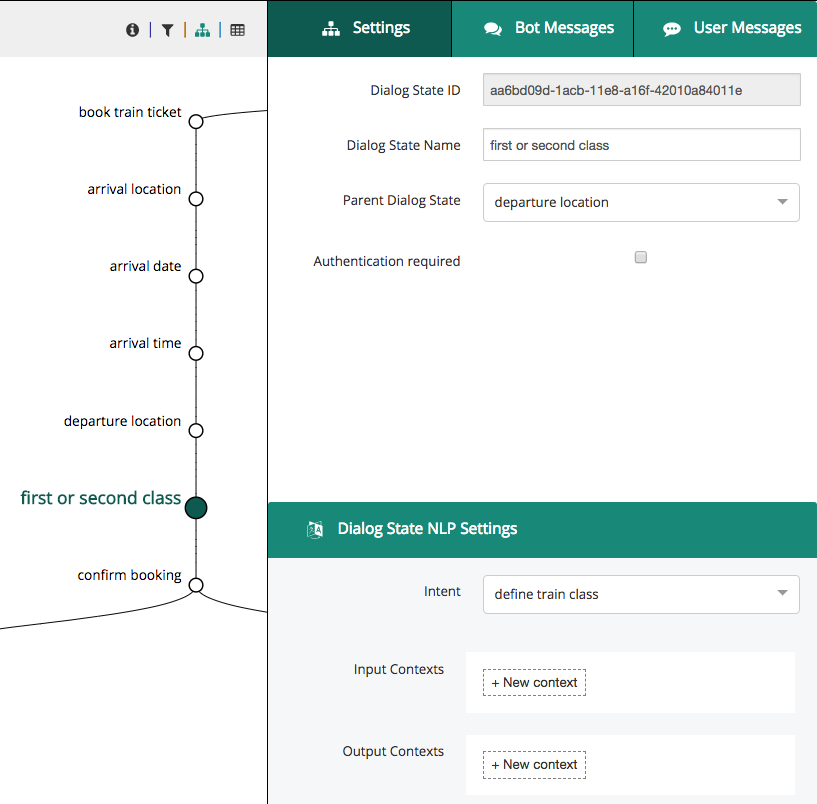 Settings
Bot Messages
User Messages
book train ticket
arrival location
arrival date
arrival time
departure location
first or second class
confirm booking
Dialog State ID
aa6bd09d-1acb-11e8-a16f-42010a84011e
Dialog State Name
first or second class
Parent Dialog State
departure location
Authentication required
Dialog State NLP Settings
Intent
define train class
Input Contexts
+ New context
Output Contexts
+ New context